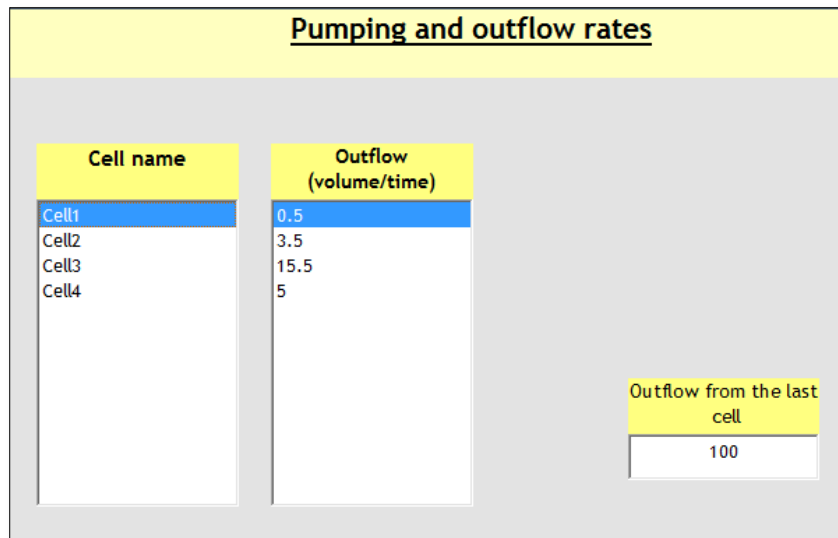 Pumping and outflow rates
Cell name
Outflow
(volume/time)
Cell1
0.5
Cell2
3.5
Cell3
15.5
Cell4
5
Outflow from the last
cell
100